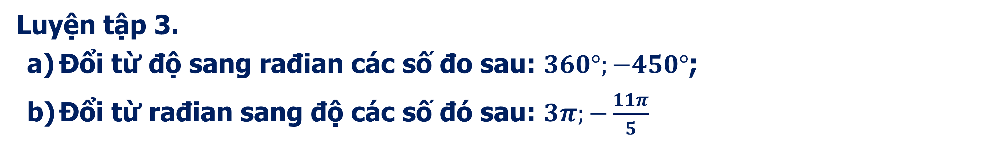 Luyện tập 3.
a) Đổi từ độ sang rađian các số đo sau: 360°; −450°;
b) Đổi từ rađian sang độ các số đó sau: 3π; −11π/5